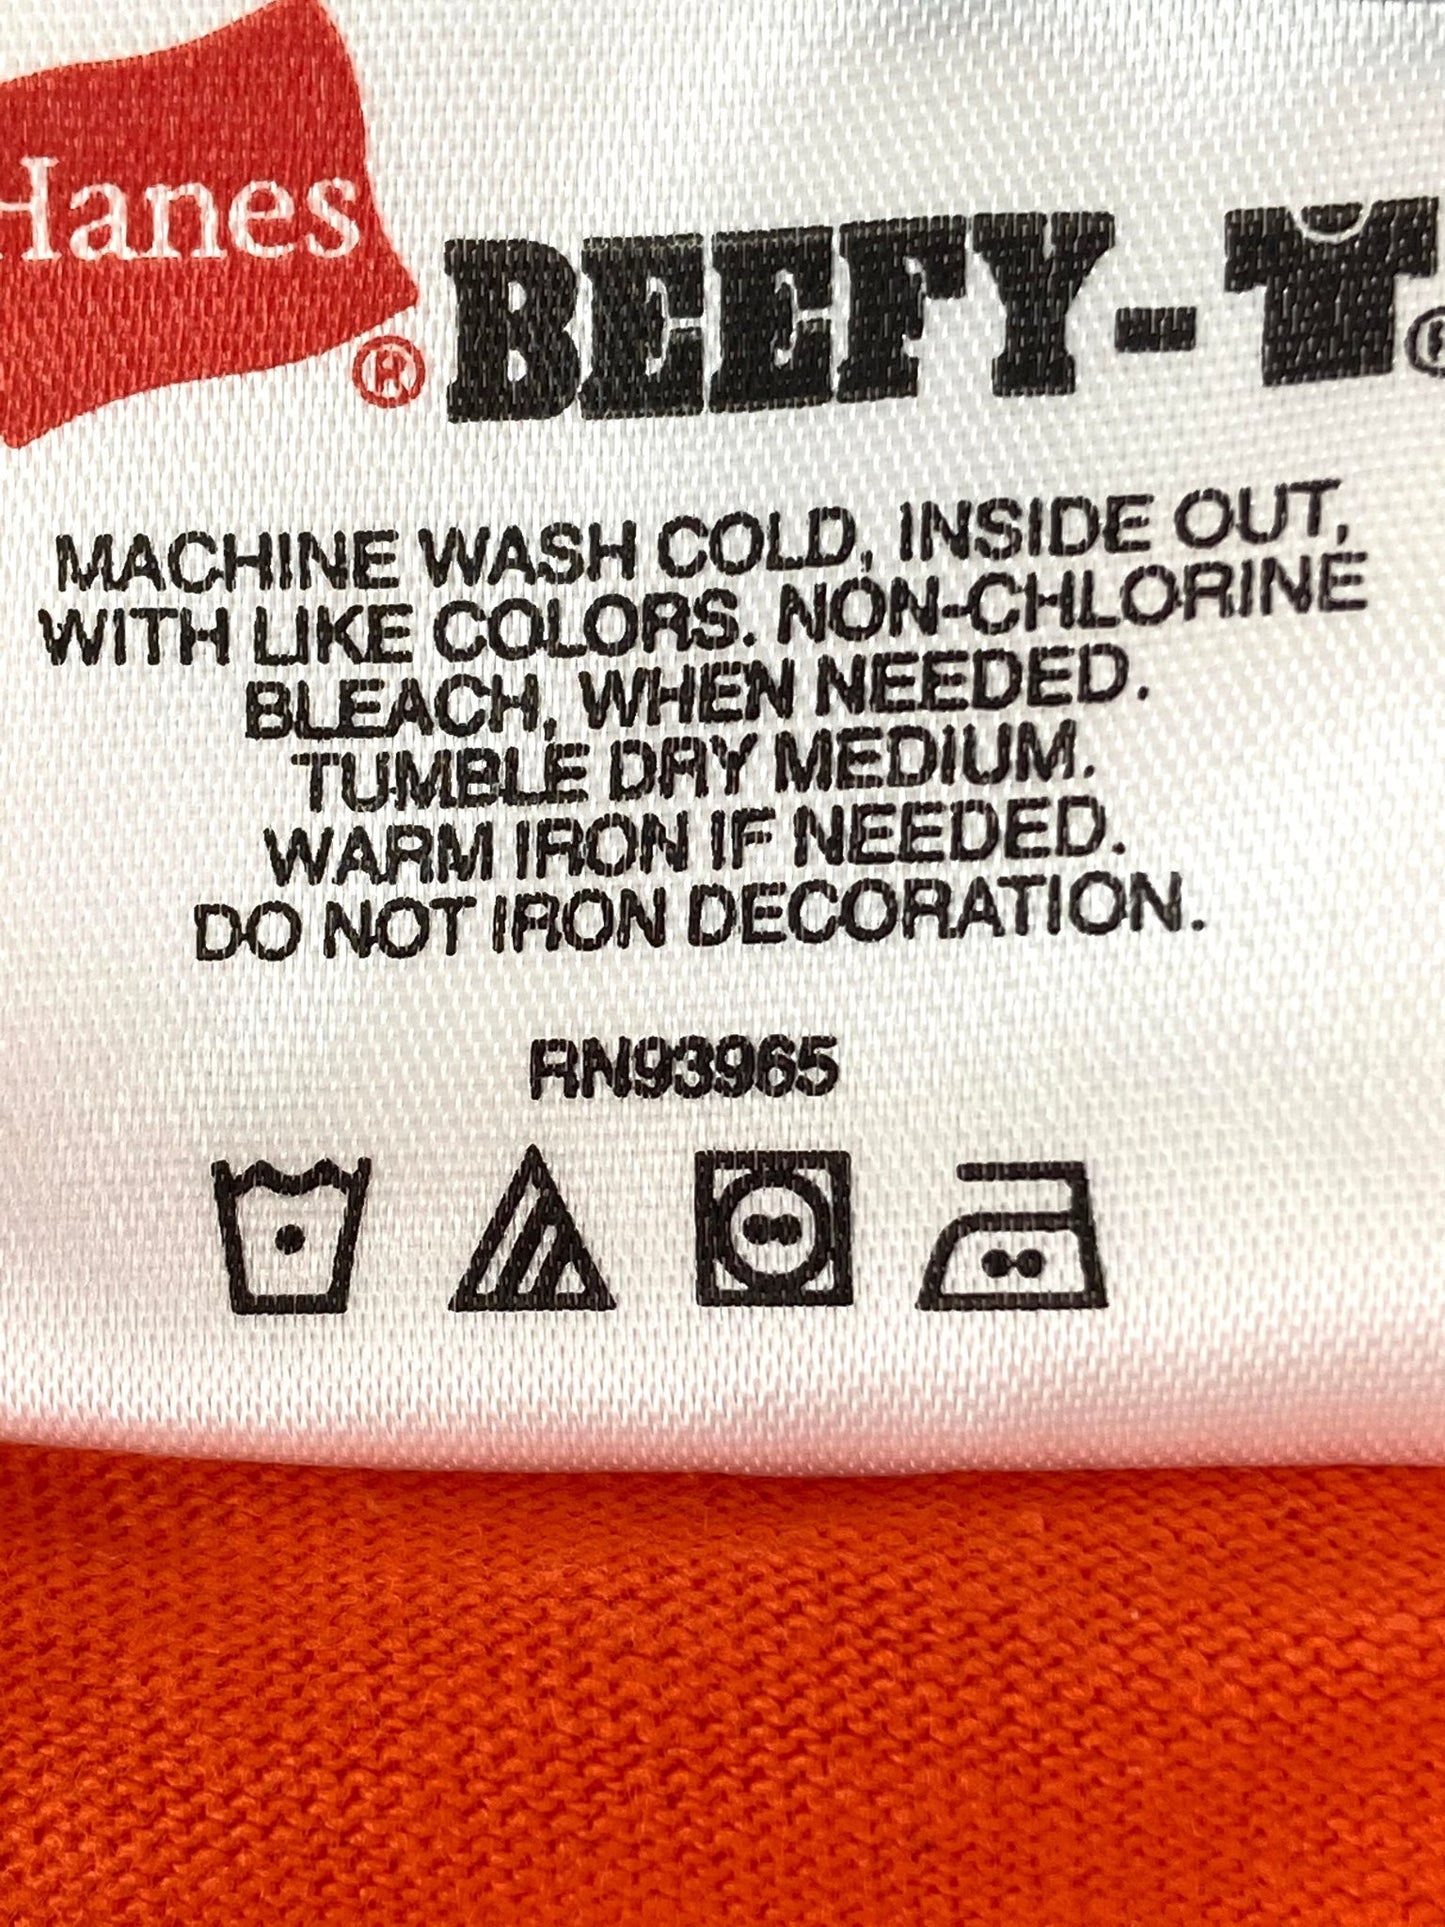 Hanes® BEEFY-T®
MACHINE WASH COLD, INSIDE OUT,
WITH LIKE COLORS. NON-CHLORINE
BLEACH, WHEN NEEDED.
TUMBLE DRY MEDIUM.
WARM IRON IF NEEDED.
DO NOT IRON DECORATION.
RN93965